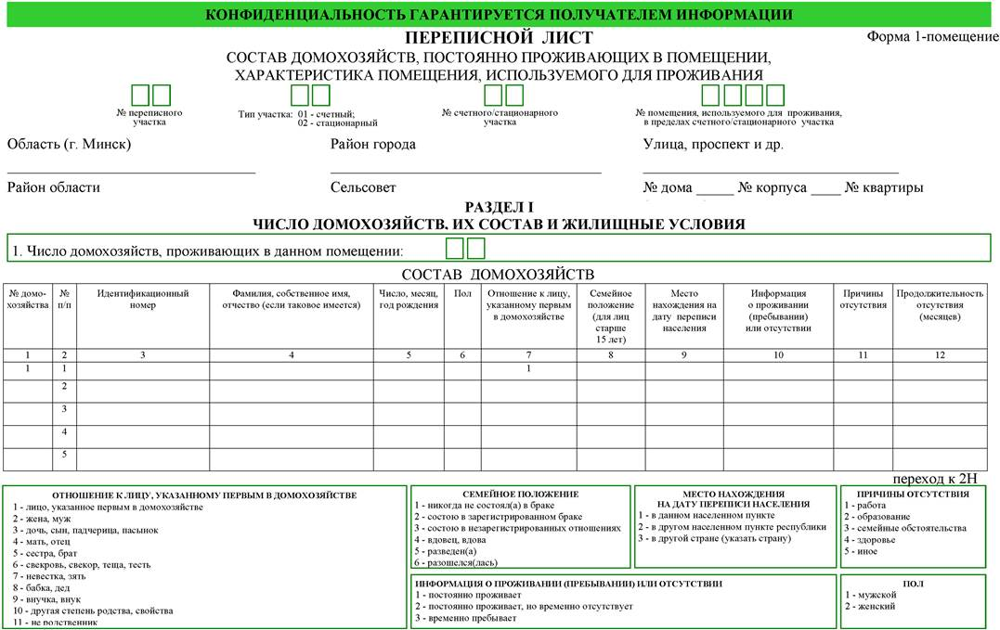 КОНФИДЕНЦИАЛЬНОСТЬ ГАРАНТИРУЕТСЯ ПОЛУЧАТЕЛЕМ ИНФОРМАЦИИ
ПЕРЕПИСНОЙ ЛИСТ
Форма 1-помещение
СОСТАВ ДОМОХОЗЯЙСТВ, ПОСТОЯННО ПРОЖИВАЮЩИХ В ПОМЕЩЕНИИ,
ХАРАКТЕРИСТИКА ПОМЕЩЕНИЯ, ИСПОЛЬЗУЕМОГО ДЛЯ ПРОЖИВАНИЯ
№ переписного
участка
Тип участка: 01 - счетный;
02 - стационарный
№ счетного/стационарного
участка
№ помещения, используемого для проживания,
в пределах счетного/стационарного участка
Область (г. Минск)
Район города
Улица, проспект и др.
Район области
Сельсовет
№ дома _____ № корпуса ____ № квартиры
РАЗДЕЛ I
ЧИСЛО ДОМОХОЗЯЙСТВ, ИХ СОСТАВ И ЖИЛИЩНЫЕ УСЛОВИЯ
1. Число домохозяйств, проживающих в данном помещении:
СОСТАВ ДОМОХОЗЯЙСТВ
№ домо-
хозяйства
№
п/п
Идентификационный
номер
Фамилия, собственное имя,
отчество (если таковое имеется)
Число, месяц,
год рождения
Пол
Отношение к лицу,
указанному первым
в домохозяйстве
Семейное
положение
(для лиц
старше
15 лет)
Место
нахождения на
дату переписи
населения
Информация
о проживании
(пребывании)
или отсутствии
Причины
отсутствия
Продолжительность
отсутствия
(месяцев)
1 2 3 4 5 6 7 8 9 10 11 12
1 1 1
2
3
4
5
переход к 2Н
ОТНОШЕНИЕ К ЛИЦУ, УКАЗАННОМУ ПЕРВЫМ В ДОМОХОЗЯЙСТВЕ
1 - лицо, указанное первым в домохозяйстве
2 - жена, муж
3 - дочь, сын, падчерица, пасынок
4 - мать, отец
5 - сестра, брат
6 - свекровь, свекор, теща, тесть
7 - невестка, зять
8 - бабка, дед
9 - внучка, внук
10 - другая степень родства, свойства
11 - не родственник
СЕМЕЙНОЕ ПОЛОЖЕНИЕ
1 - никогда не состоял(а) в браке
2 - состою в зарегистрированном браке
3 - состою в незарегистрированных отношениях
4 - вдовец, вдова
5 - разведен(а)
6 - разошелся(лась)
МЕСТО НАХОЖДЕНИЯ
НА ДАТУ ПЕРЕПИСИ НАСЕЛЕНИЯ
1 - в данном населенном пункте
2 - в другом населенном пункте республики
3 - в другой стране (указать страну)
ПРИЧИНЫ ОТСУТСТВИЯ
1 - работа
2 - образование
3 - семейные обстоятельства
4 - здоровье
5 - иное
ИНФОРМАЦИЯ О ПРОЖИВАНИИ (ПРЕБЫВАНИИ) ИЛИ ОТСУТСТВИИ
1 - постоянно проживает
2 - постоянно проживает, но временно отсутствует
3 - временно пребывает
ПОЛ
1 - мужской
2 - женский